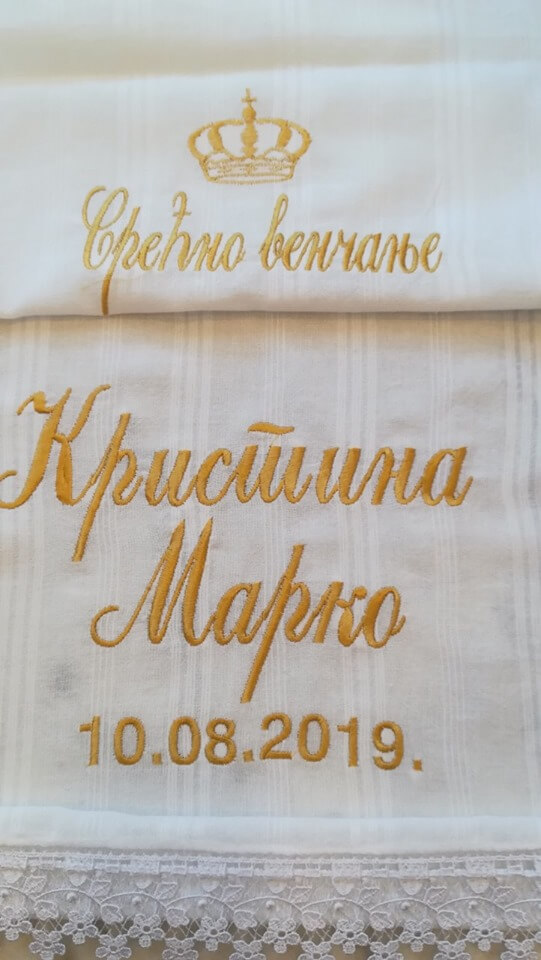 Срећно венчање
Кристина
Марко
10.08.2019.